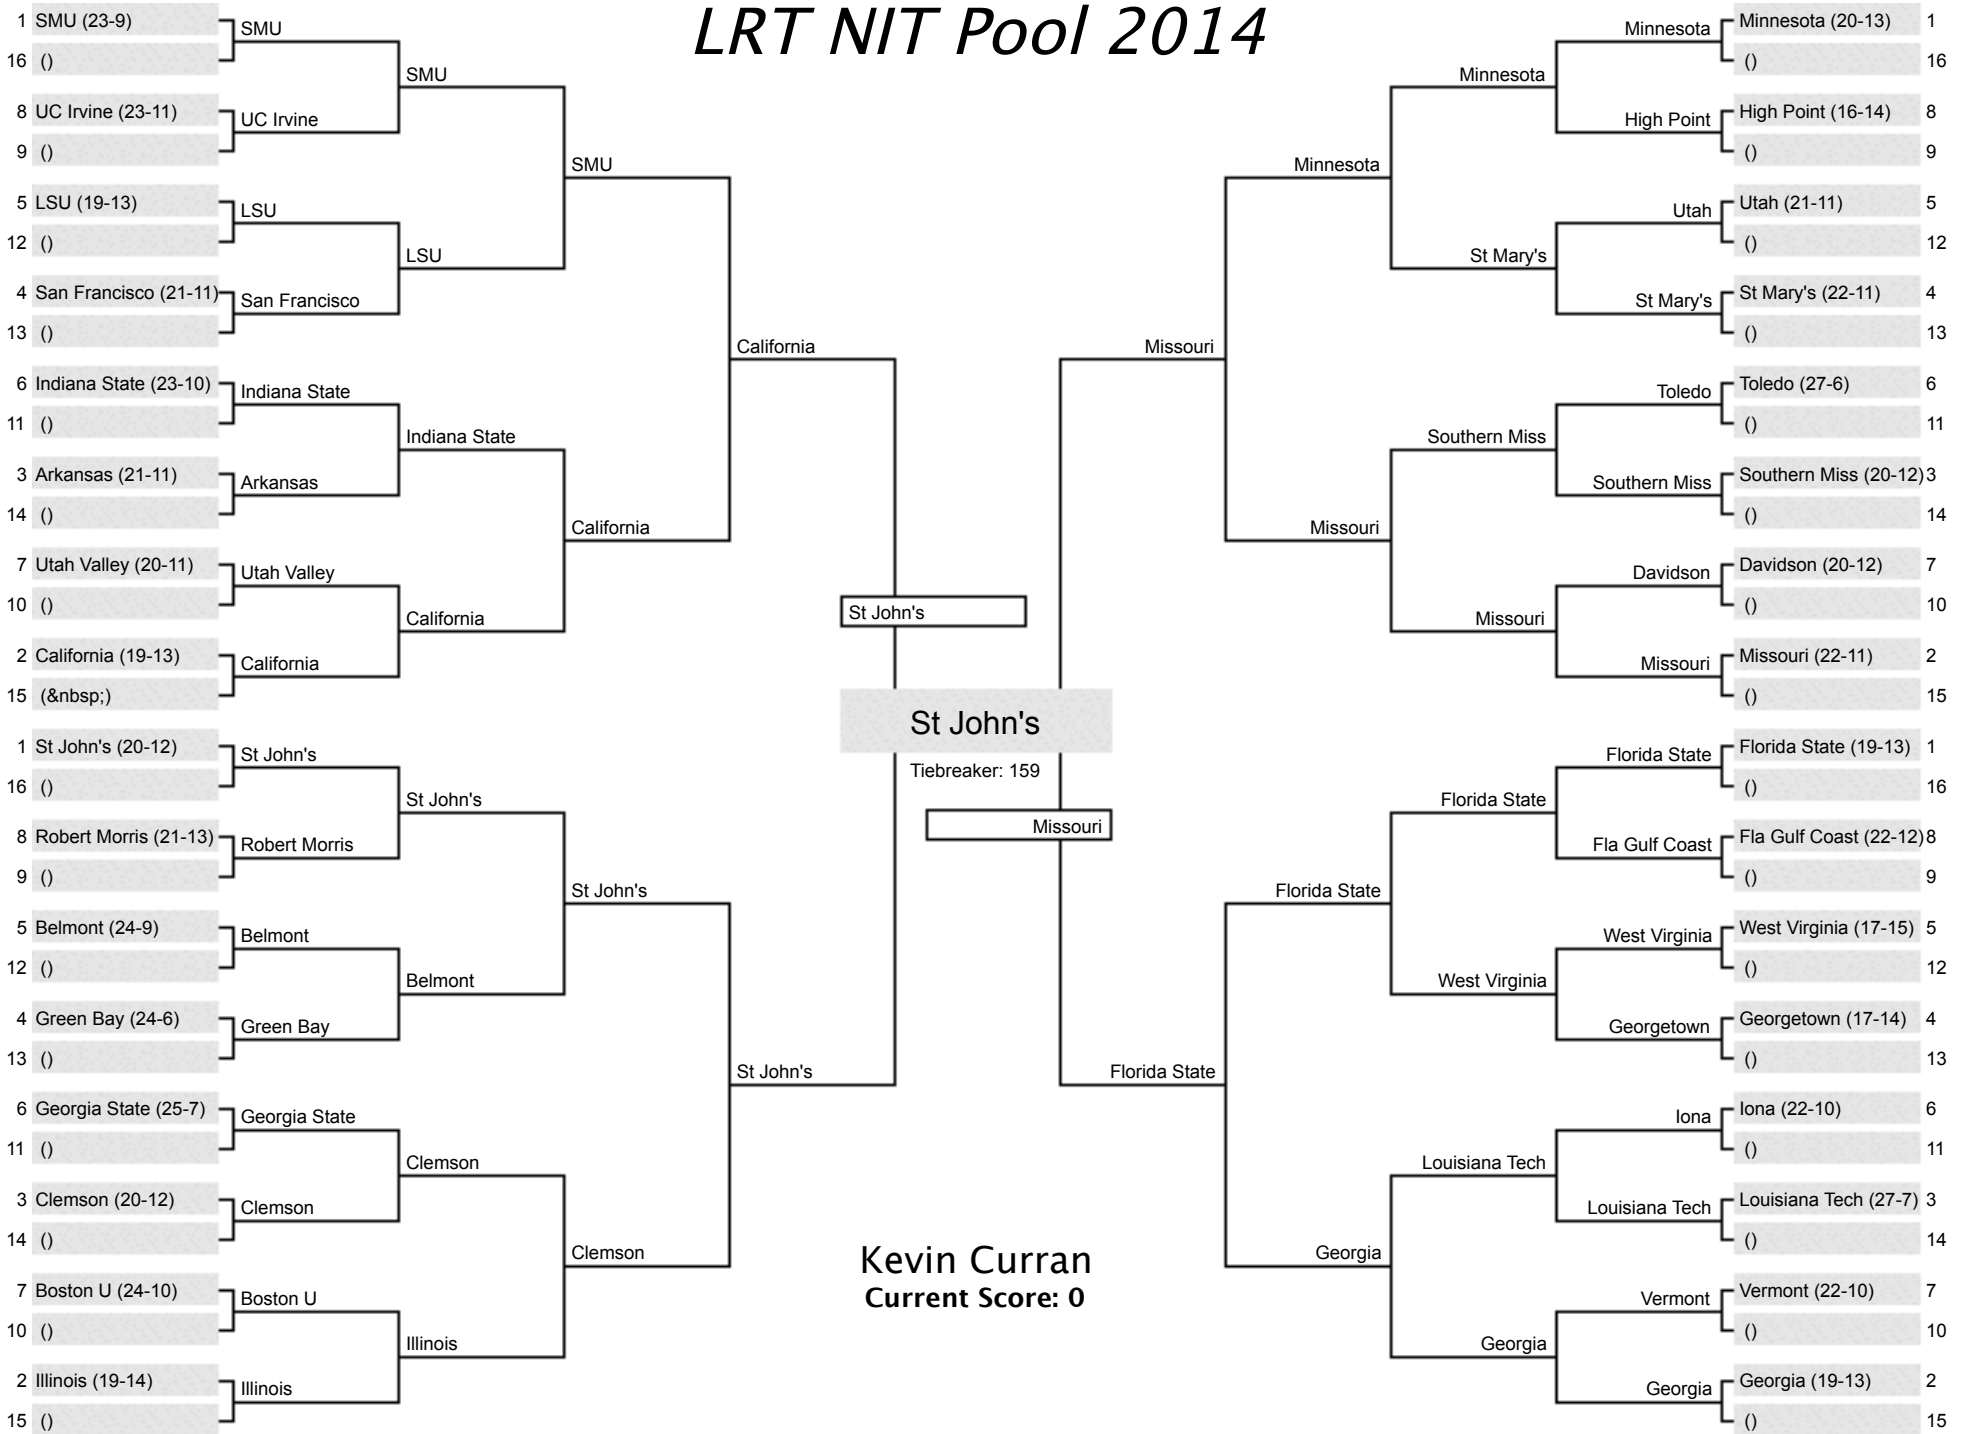 LRT NIT Pool 2014
1 SMU (23-9)
16 ()
8 UC Irvine (23-11)
9 ()
5 LSU (19-13)
12 ()
4 San Francisco (21-11)
13 ()
6 Indiana State (23-10)
11 ()
3 Arkansas (21-11)
14 ()
7 Utah Valley (20-11)
10 ()
2 California (19-13)
15 (&nbsp;)
1 St John's (20-12)
16 ()
8 Robert Morris (21-13)
9 ()
5 Belmont (24-9)
12 ()
4 Green Bay (24-6)
13 ()
6 Georgia State (25-7)
11 ()
3 Clemson (20-12)
14 ()
7 Boston U (24-10)
10 ()
2 Illinois (19-14)
15 ()
SMU
UC Irvine
LSU
San Francisco
Indiana State
Arkansas
Utah Valley
California
St John's
Robert Morris
Belmont
Green Bay
Georgia State
Clemson
Boston U
Illinois
SMU
LSU
Indiana State
California
St John's
Belmont
Clemson
Illinois
SMU
California
St John's
Clemson
California
St John's
St John's
St John's
Tiebreaker: 159
Missouri
Kevin Curran
Current Score: 0
Missouri
Florida State
Minnesota
Missouri
Florida State
Georgia
Minnesota
St Mary's
Southern Miss
Missouri
Florida State
West Virginia
Louisiana Tech
Georgia
Minnesota
High Point
Utah
St Mary's
Toledo
Southern Miss
Davidson
Missouri
Florida State
Fla Gulf Coast
West Virginia
Georgetown
Iona
Louisiana Tech
Vermont
Georgia
Minnesota (20-13) 1
() 16
High Point (16-14) 8
() 9
Utah (21-11) 5
() 12
St Mary's (22-11) 4
() 13
Toledo (27-6) 6
() 11
Southern Miss (20-12) 3
() 14
Davidson (20-12) 7
() 10
Missouri (22-11) 2
() 15
Florida State (19-13) 1
() 16
Fla Gulf Coast (22-12) 8
() 9
West Virginia (17-15) 5
() 12
Georgetown (17-14) 4
() 13
Iona (22-10) 6
() 11
Louisiana Tech (27-7) 3
() 14
Vermont (22-10) 7
() 10
Georgia (19-13) 2
() 15